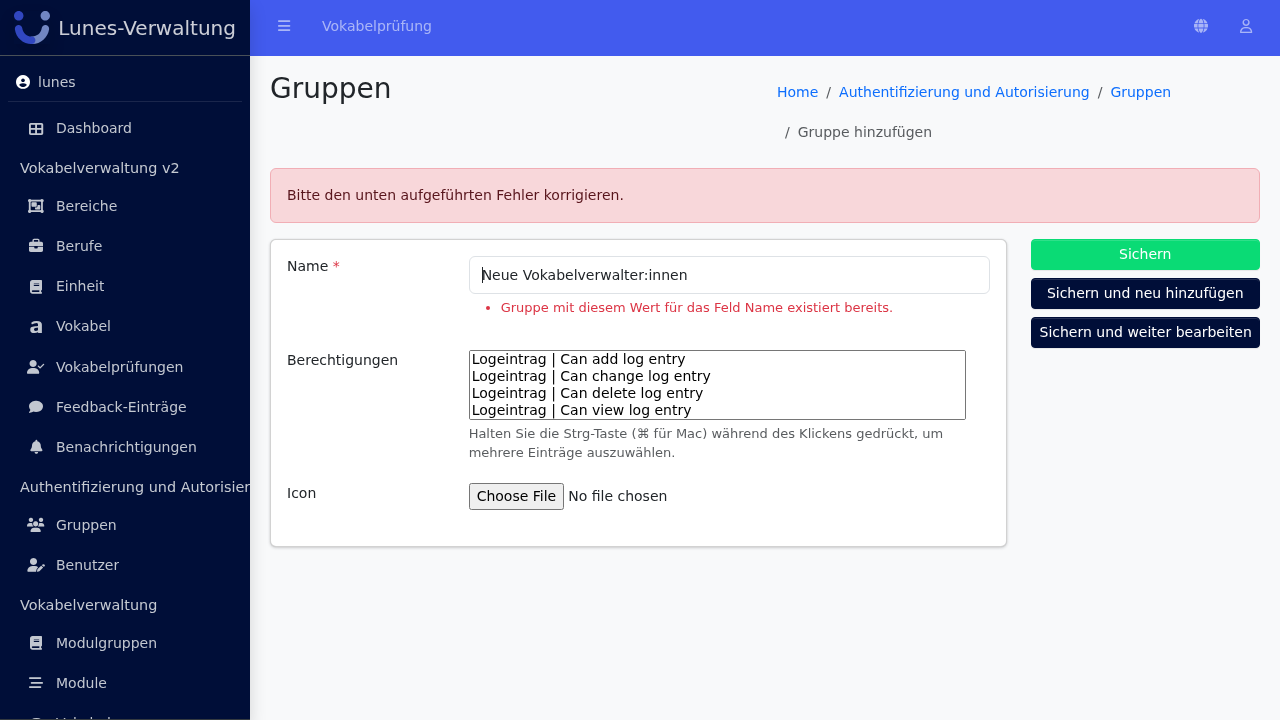 Lunes-Verwaltung
Vokabelprüfung
lunes
Dashboard
Vokabelverwaltung v2
Bereiche
Berufe
Einheit
Vokabel
Vokabelprüfungen
Feedback-Einträge
Benachrichtigungen
Authentifizierung und Autorisier
Gruppen
Benutzer
Vokabelverwaltung
Modulgruppen
Module
Gruppen
Home / Authentifizierung und Autorisierung / Gruppen
/ Gruppe hinzufügen
Bitte den unten aufgeführten Fehler korrigieren.
Name *
Neue Vokabelverwalter:innen
• Gruppe mit diesem Wert für das Feld Name existiert bereits.
Berechtigungen
Logeintrag | Can add log entry
Logeintrag | Can change log entry
Logeintrag | Can delete log entry
Logeintrag | Can view log entry
Halten Sie die Strg-Taste (⌘ für Mac) während des Klickens gedrückt, um
mehrere Einträge auszuwählen.
Icon
Choose File No file chosen
Sichern
Sichern und neu hinzufügen
Sichern und weiter bearbeiten